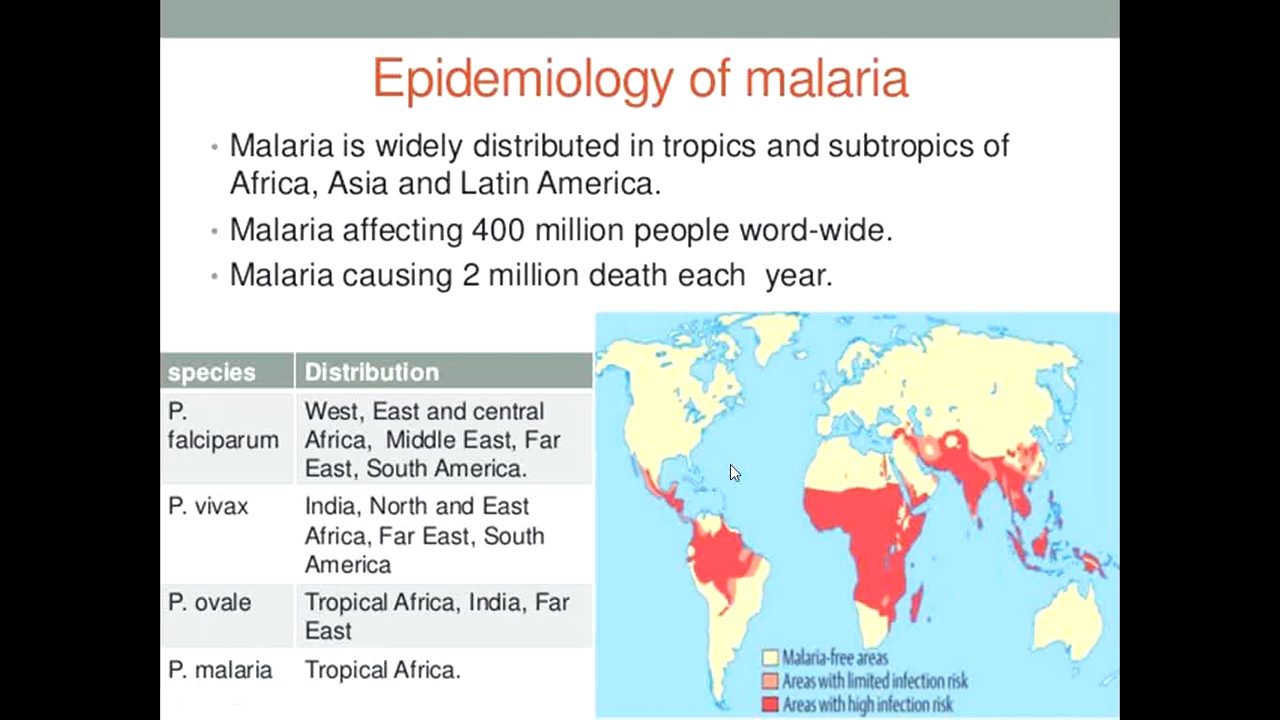 Epidemiology of malaria
• Malaria is widely distributed in tropics and subtropics of
Africa, Asia and Latin America.
• Malaria affecting 400 million people word-wide.
• Malaria causing 2 million death each year.
species Distribution
P.
falciparum
West, East and central
Africa, Middle East, Far
East, South America.
P. vivax
India, North and East
Africa, Far East, South
America
P. ovale
Tropical Africa, India, Far
East
P. malaria
Tropical Africa.
Malaria-free areas
Areas with limited infection risk
Areas with high infection risk